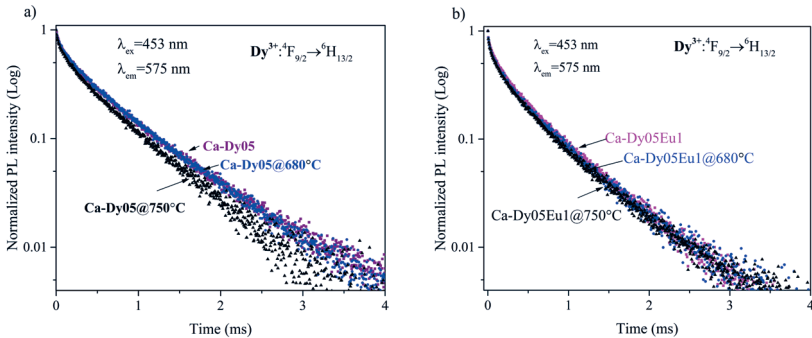 a)
λex=453 nm
λem=575 nm
Dy³⁺:⁴F9/2→⁶H13/2
Ca-Dy05
Ca-Dy05@680°C
Ca-Dy05@750°C
Normalized PL intensity (Log)
1
0.1
0.01
0 1 2 3 4
Time (ms)
b)
λex=453 nm
λem=575 nm
Dy³⁺:⁴F9/2→⁶H13/2
Ca-Dy05Eu1
Ca-Dy05Eu1@680°C
Ca-Dy05Eu1@750°C
Normalized PL intensity (Log)
1
0.1
0.01
0 1 2 3 4
Time (ms)